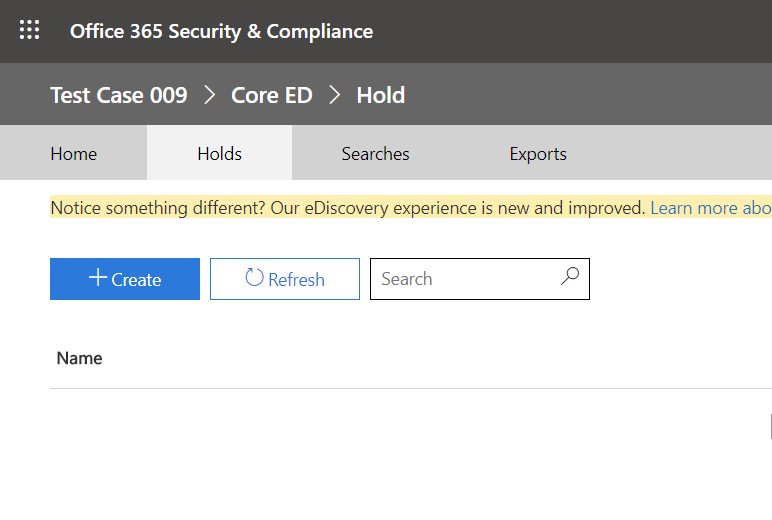 Office 365 Security & Compliance
Test Case 009 > Core ED > Hold
Home Holds Searches Exports
Notice something different? Our eDiscovery experience is new and improved. Learn more abo
+ Create Refresh Search
Name